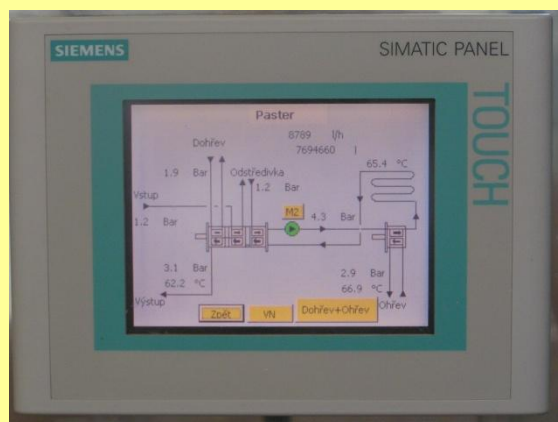 SIEMENS
SIMATIC PANEL
TOUCH
Paster
8789 l/h
7694660 l
Dohřev
1.9 Bar
Odstředivka
1.2 Bar
65.4 °C
Vstup
1.2 Bar
M2
4.3 Bar
3.1 Bar
62.2 °C
Výstup
2.9 Bar
66.9 °C
Ohřev
Zpět
VN
Dohřev+Ohřev